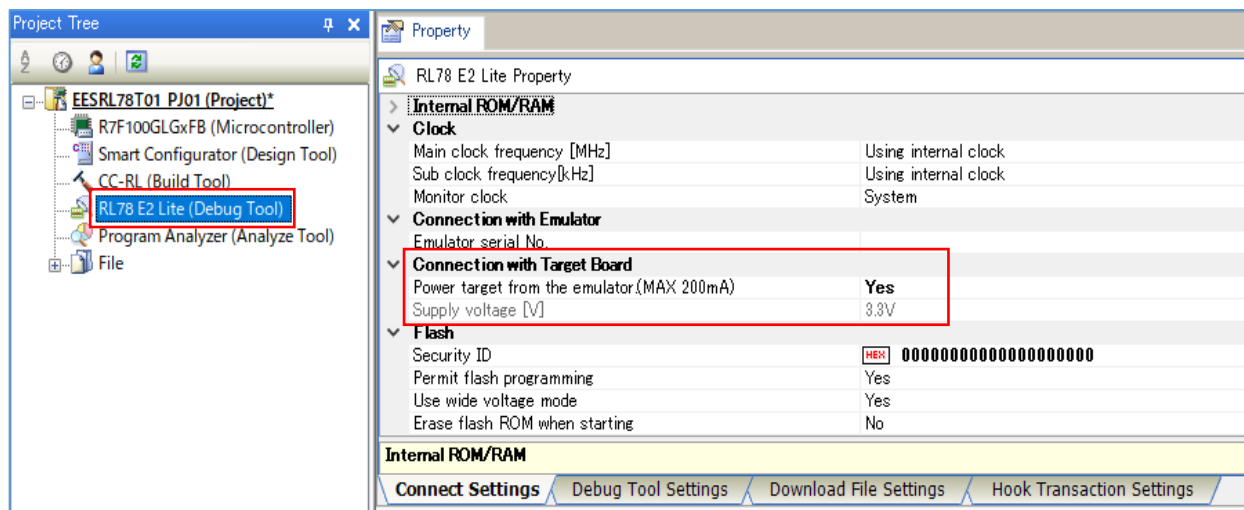 Project Tree
EESRL78T01 PJ01 (Project)*
R7F100GLGxFB (Microcontroller)
Smart Configurator (Design Tool)
CC-RL (Build Tool)
RL78 E2 Lite (Debug Tool)
Program Analyzer (Analyze Tool)
File
Property
RL78 E2 Lite Property
Internal ROM/RAM
Clock
Main clock frequency [MHz] Using internal clock
Sub clock frequency[kHz] Using internal clock
Monitor clock System
Connection with Emulator
Emulator serial No.
Connection with Target Board
Power target from the emulator.(MAX 200mA) Yes
Supply voltage [V] 3.3V
Flash
Security ID HEX 00000000000000000000
Permit flash programming Yes
Use wide voltage mode Yes
Erase flash ROM when starting No
Internal ROM/RAM
Connect Settings Debug Tool Settings Download File Settings Hook Transaction Settings